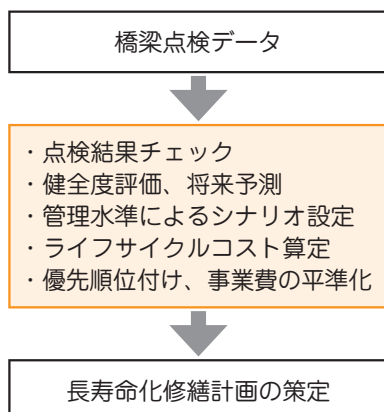 橋梁点検データ
・点検結果チェック
・健全度評価、将来予測
・管理水準によるシナリオ設定
・ライフサイクルコスト算定
・優先順位付け、事業費の平準化
長寿命化修繕計画の策定